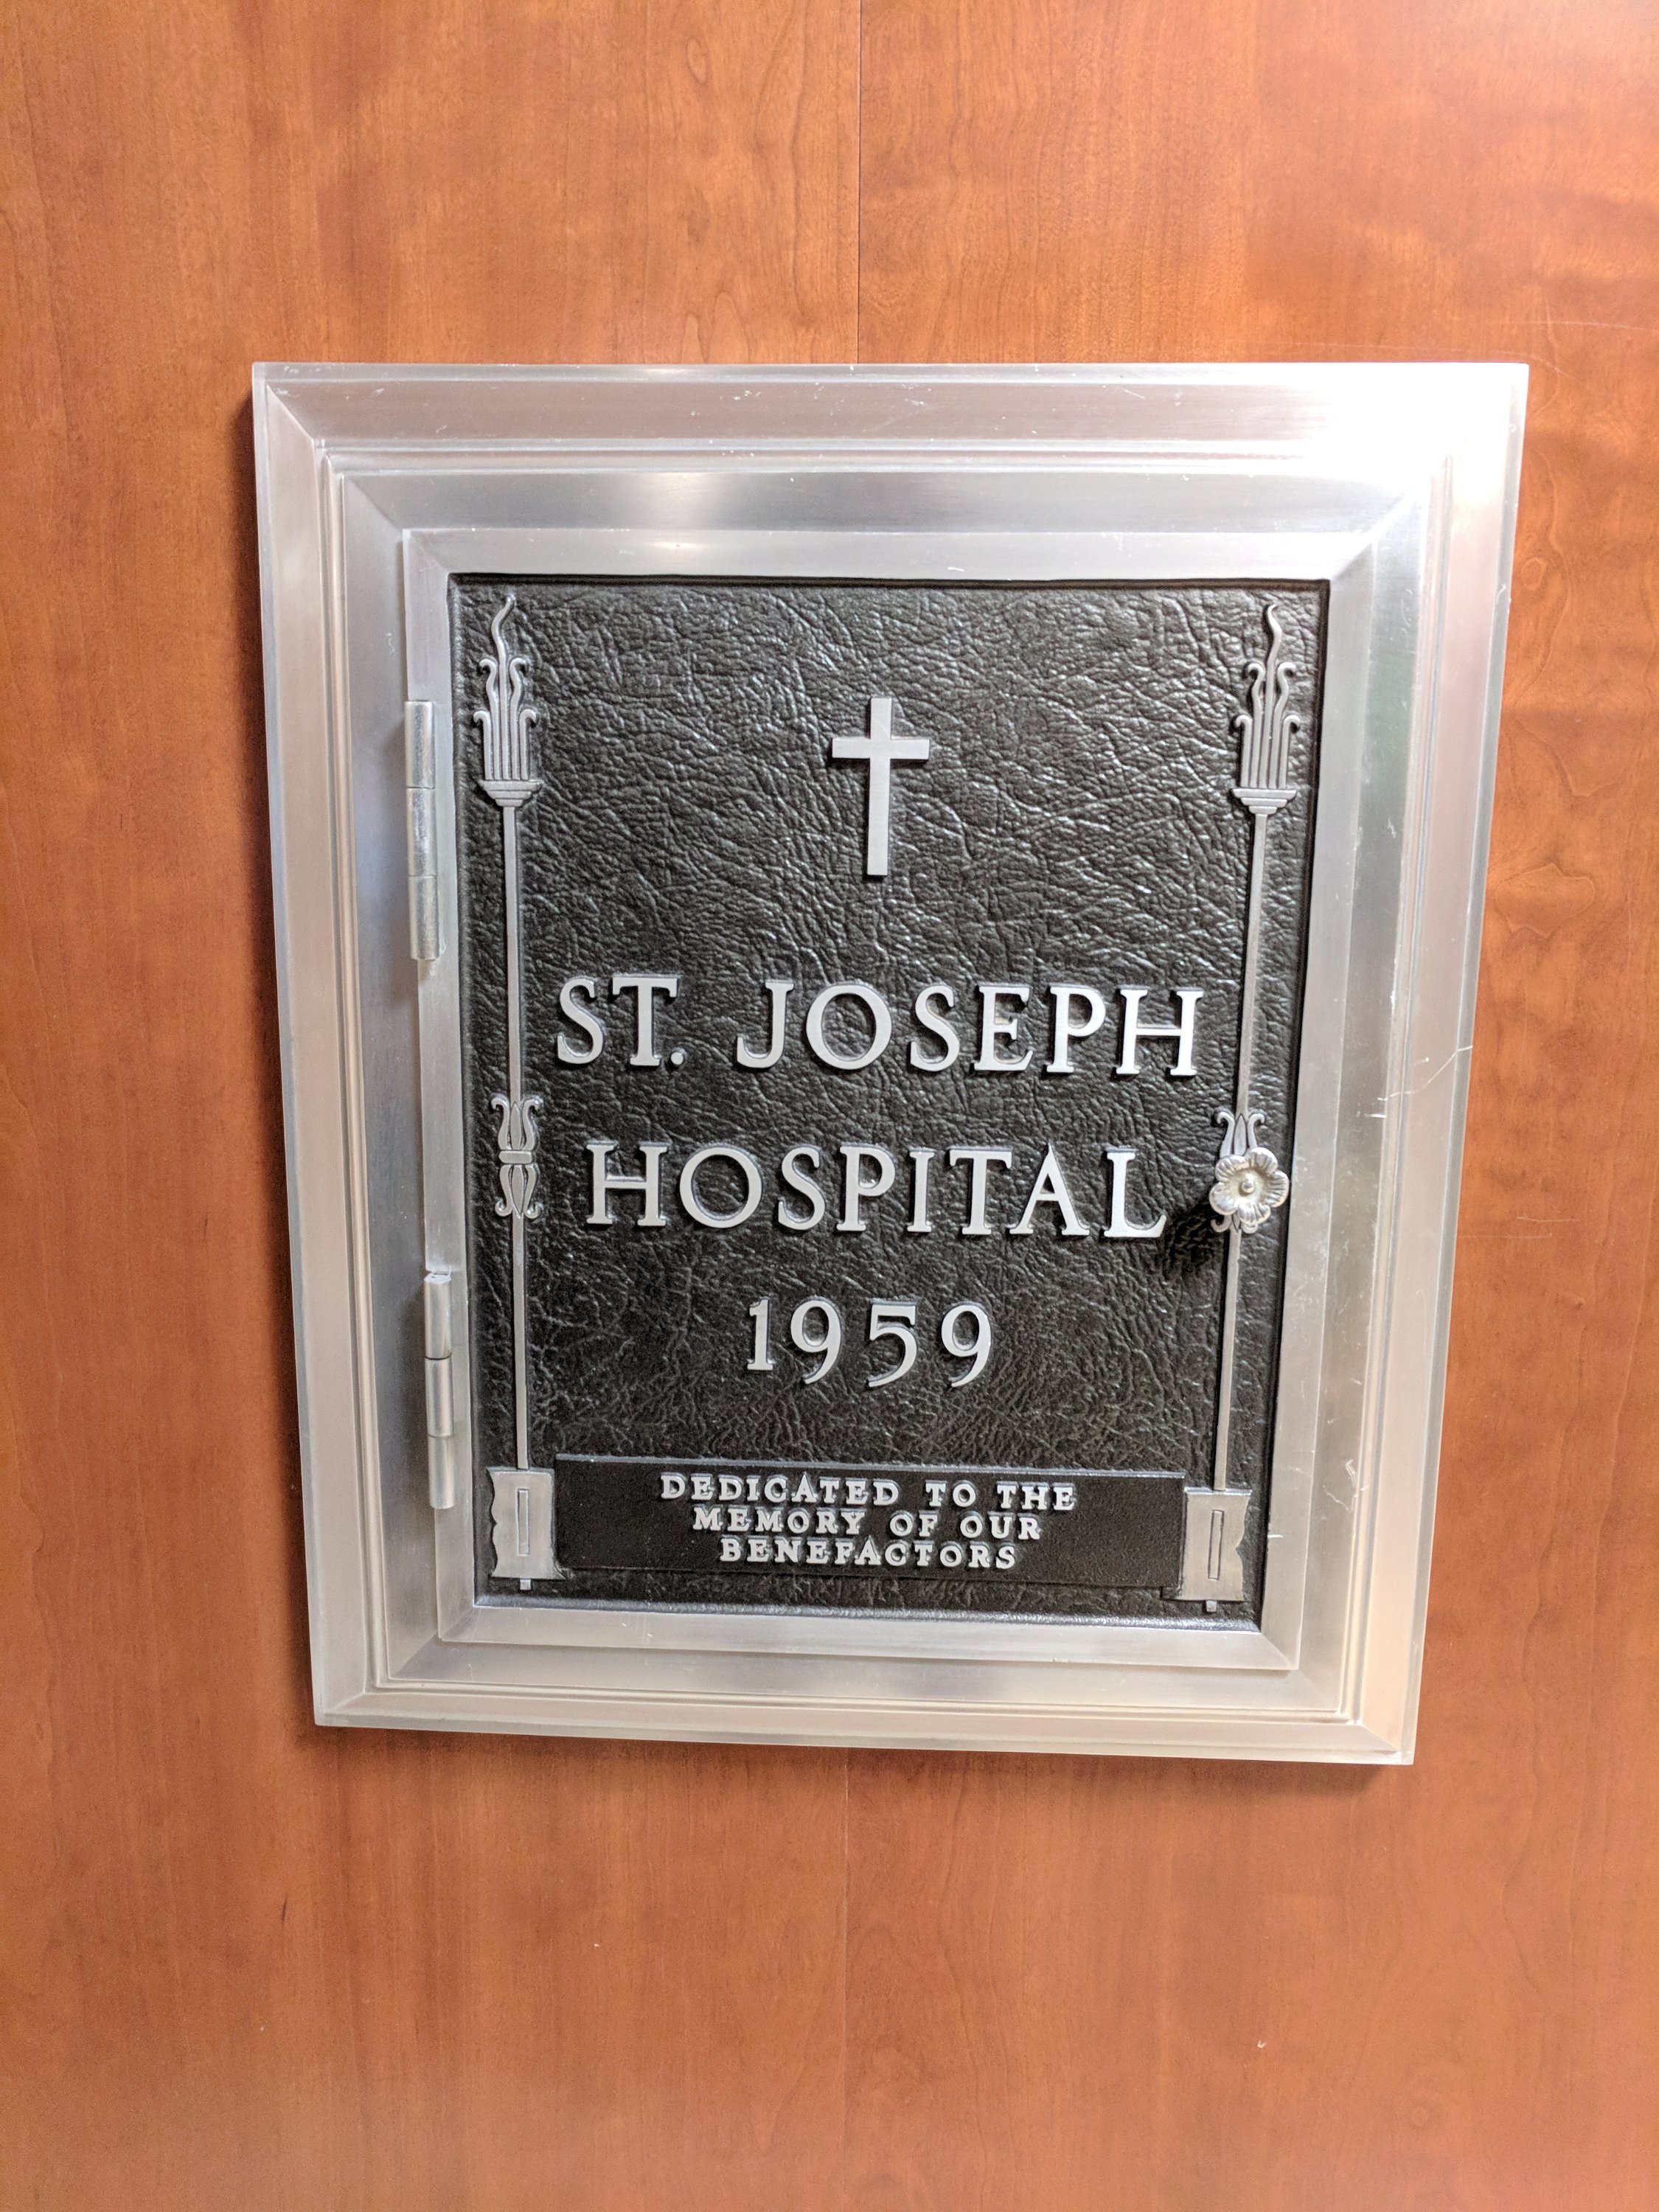 ST. JOSEPH
HOSPITAL
1959
DEDICATED TO THE
MEMORY OF OUR
BENEFACTORS